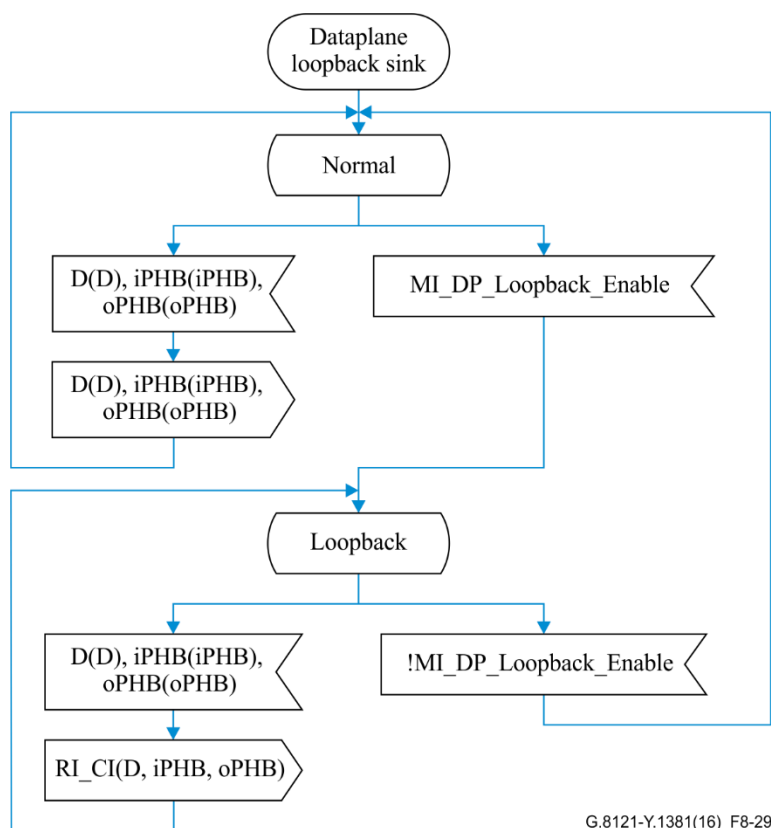 Dataplane
loopback sink
Normal
D(D), iPHB(iPHB),
oPHB(oPHB)
MI_DP_Loopback_Enable
D(D), iPHB(iPHB),
oPHB(oPHB)
Loopback
D(D), iPHB(iPHB),
oPHB(oPHB)
!MI_DP_Loopback_Enable
RI_CI(D, iPHB, oPHB)
G.8121-Y.1381(16)_F8-29